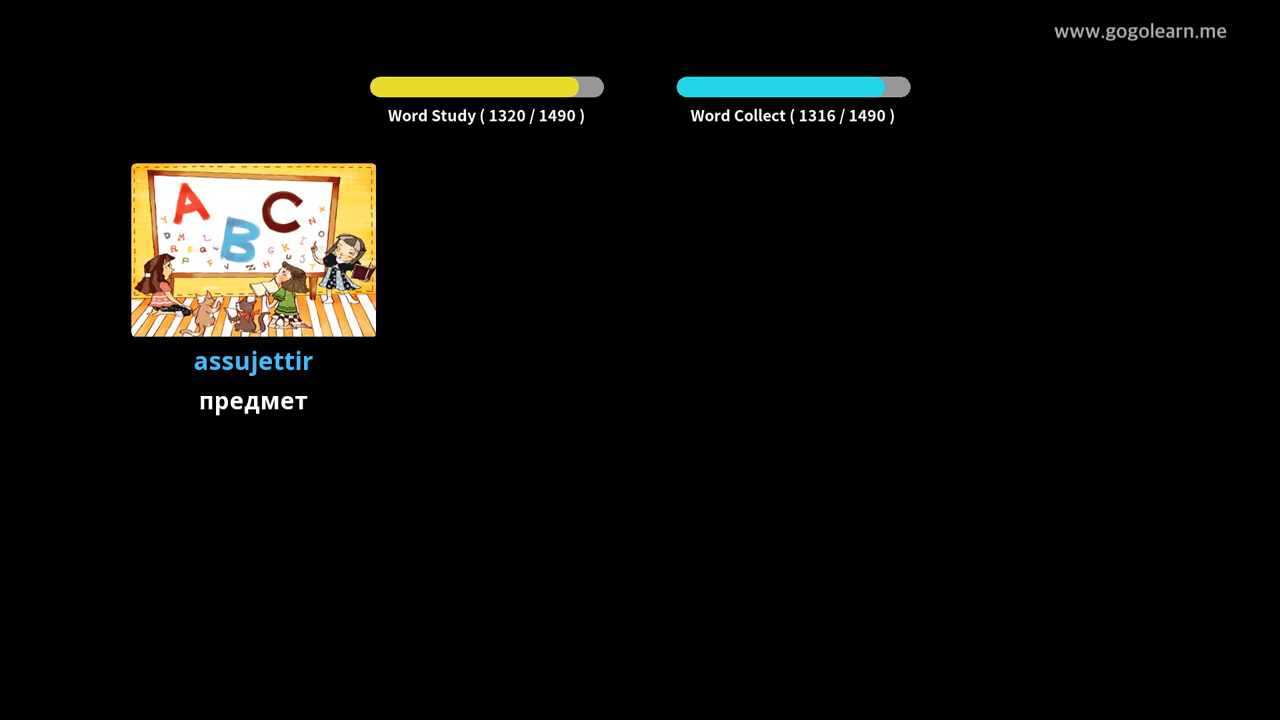 www.gogolearn.me
Word Study ( 1320 / 1490 )
Word Collect ( 1316 / 1490 )
A B C
assujettir
предмет